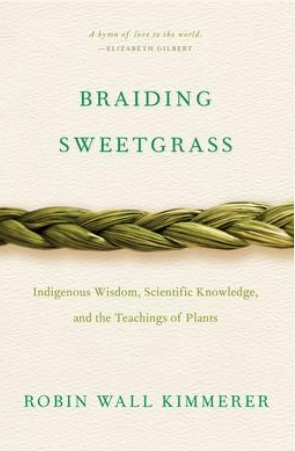 A hymn of love to the world.
—ELIZABETH GILBERT
BRAIDING
SWEETGRASS
Indigenous Wisdom, Scientific Knowledge,
and the Teachings of Plants
ROBIN WALL KIMMERER